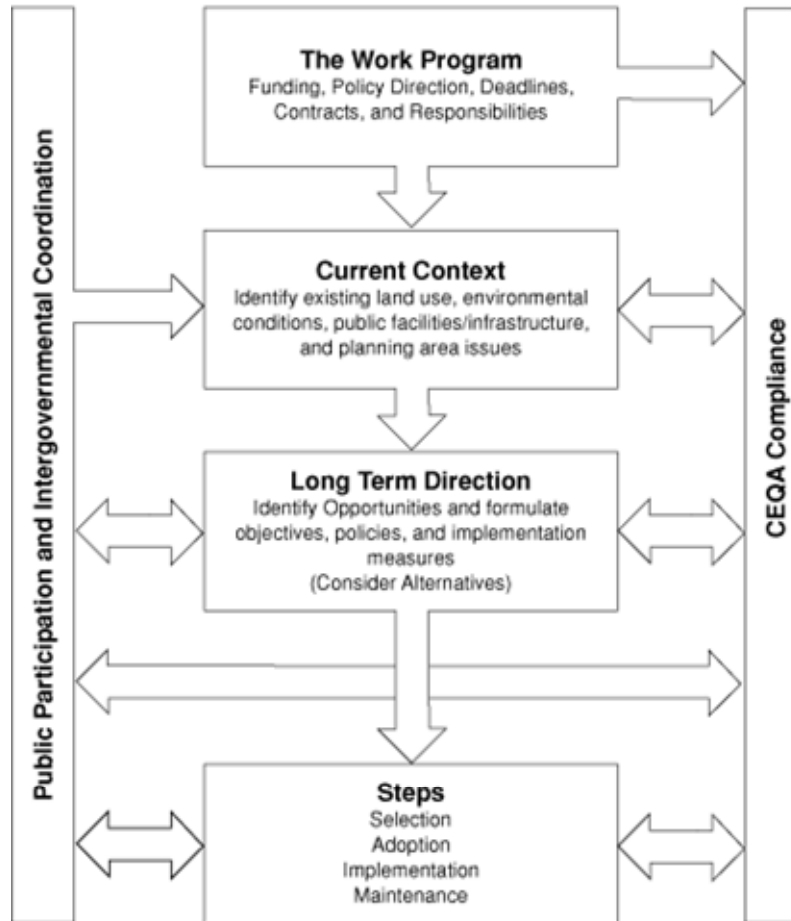 Public Participation and Intergovernmental Coordination
The Work Program
Funding, Policy Direction, Deadlines,
Contracts, and Responsibilities
Current Context
Identify existing land use, environmental
conditions, public facilities/infrastructure,
and planning area issues
Long Term Direction
Identify Opportunities and formulate
objectives, policies, and implementation
measures
(Consider Alternatives)
Steps
Selection
Adoption
Implementation
Maintenance
CEQA Compliance